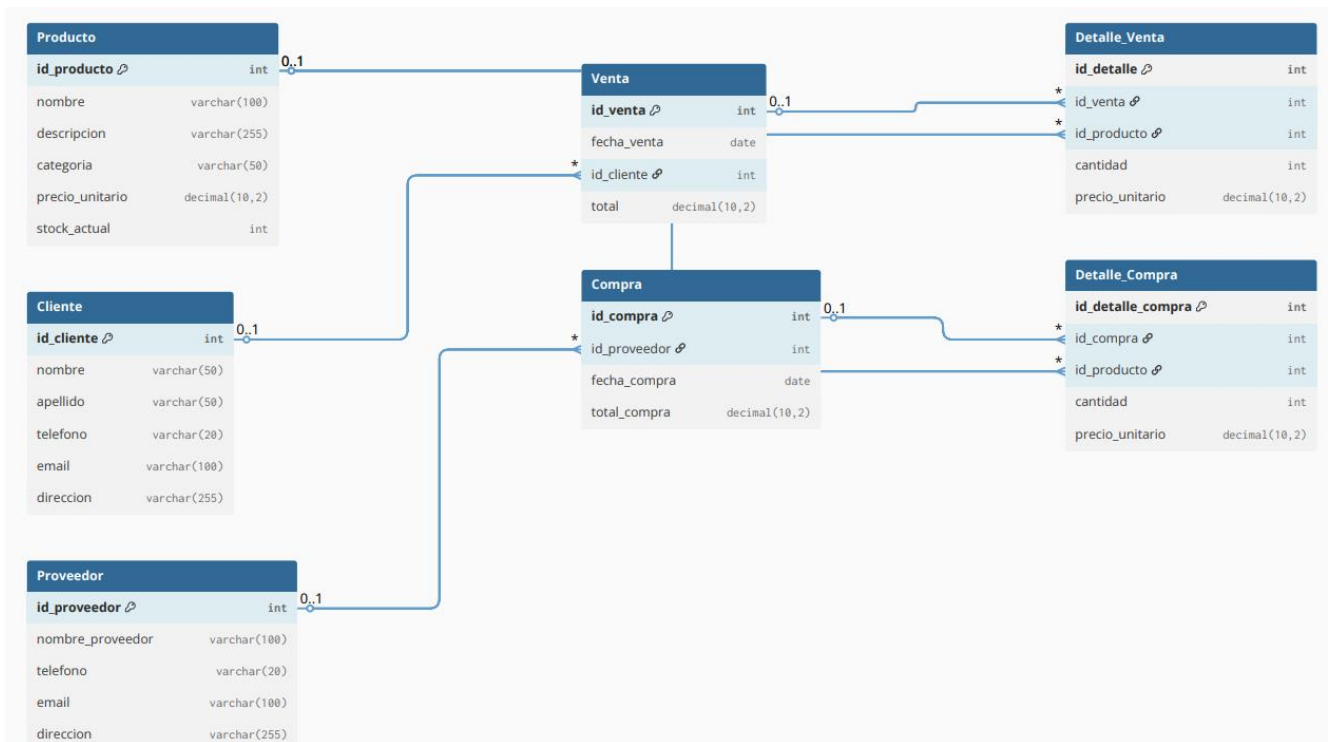 Producto
id_producto int 0..1
nombre varchar(100)
descripcion varchar(255)
categoria varchar(50)
precio_unitario decimal(10,2)
stock_actual int
Cliente
id_cliente int 0..1
nombre varchar(50)
apellido varchar(50)
telefono varchar(20)
email varchar(100)
direccion varchar(255)
Proveedor
id_proveedor int 0..1
nombre_proveedor varchar(100)
telefono varchar(20)
email varchar(100)
direccion varchar(255)
Venta
id_venta int 0..1
fecha_venta date
* id_cliente int
total decimal(10,2)
Compra
id_compra int 0..1
* id_proveedor int
fecha_compra date
total_compra decimal(10,2)
Detalle_Venta
id_detalle int
* id_venta int
* id_producto int
cantidad int
precio_unitario decimal(10,2)
Detalle_Compra
id_detalle_compra int
* id_compra int
* id_producto int
cantidad int
precio_unitario decimal(10,2)